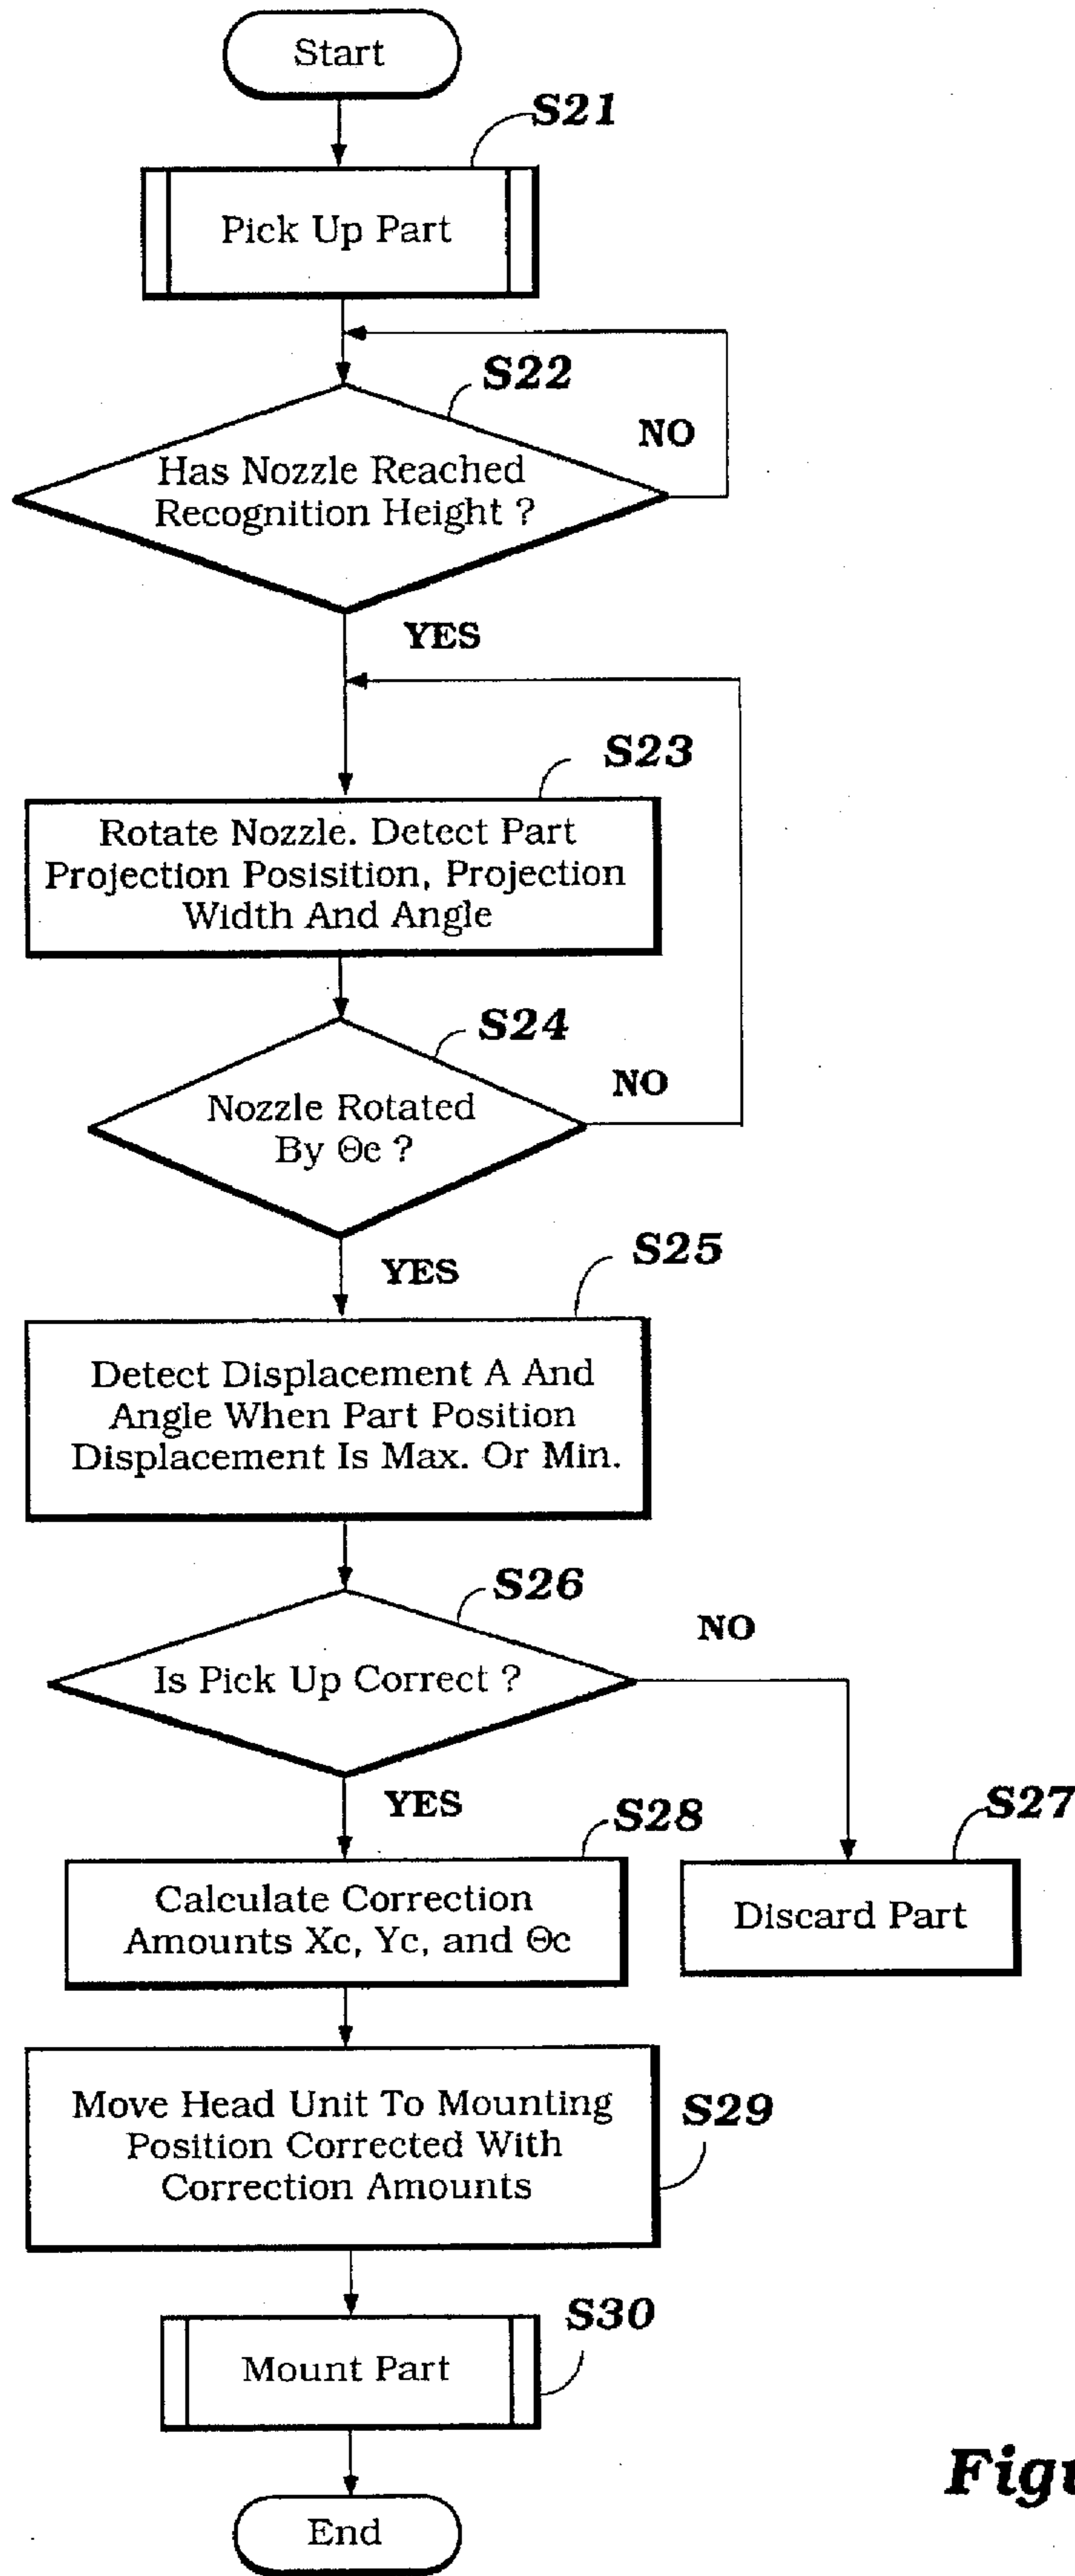 Start
S21
Pick Up Part
S22
NO
Has Nozzle Reached
Recognition Height ?
YES
S23
Rotate Nozzle. Detect Part
Projection Posisition, Projection
Width And Angle
S24
NO
Nozzle Rotated
By Θe ?
YES
S25
Detect Displacement A And
Angle When Part Position
Displacement Is Max. Or Min.
S26
NO
Is Pick Up Correct ?
YES
S28
S27
Calculate Correction
Amounts Xc, Yc, and Θc
Discard Part
Move Head Unit To Mounting
Position Corrected With
Correction Amounts
S29
S30
Mount Part
End